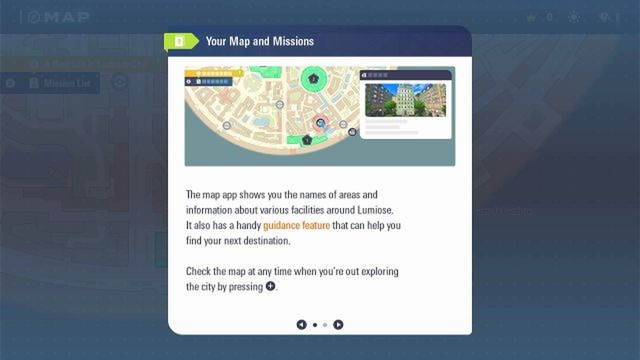 MAP
0
Your Map and Missions
Mission List
The map app shows you the names of areas and
information about various facilities around Lumiose.
It also has a handy guidance feature that can help you
find your next destination.
Check the map at any time when you're out exploring
the city by pressing +.